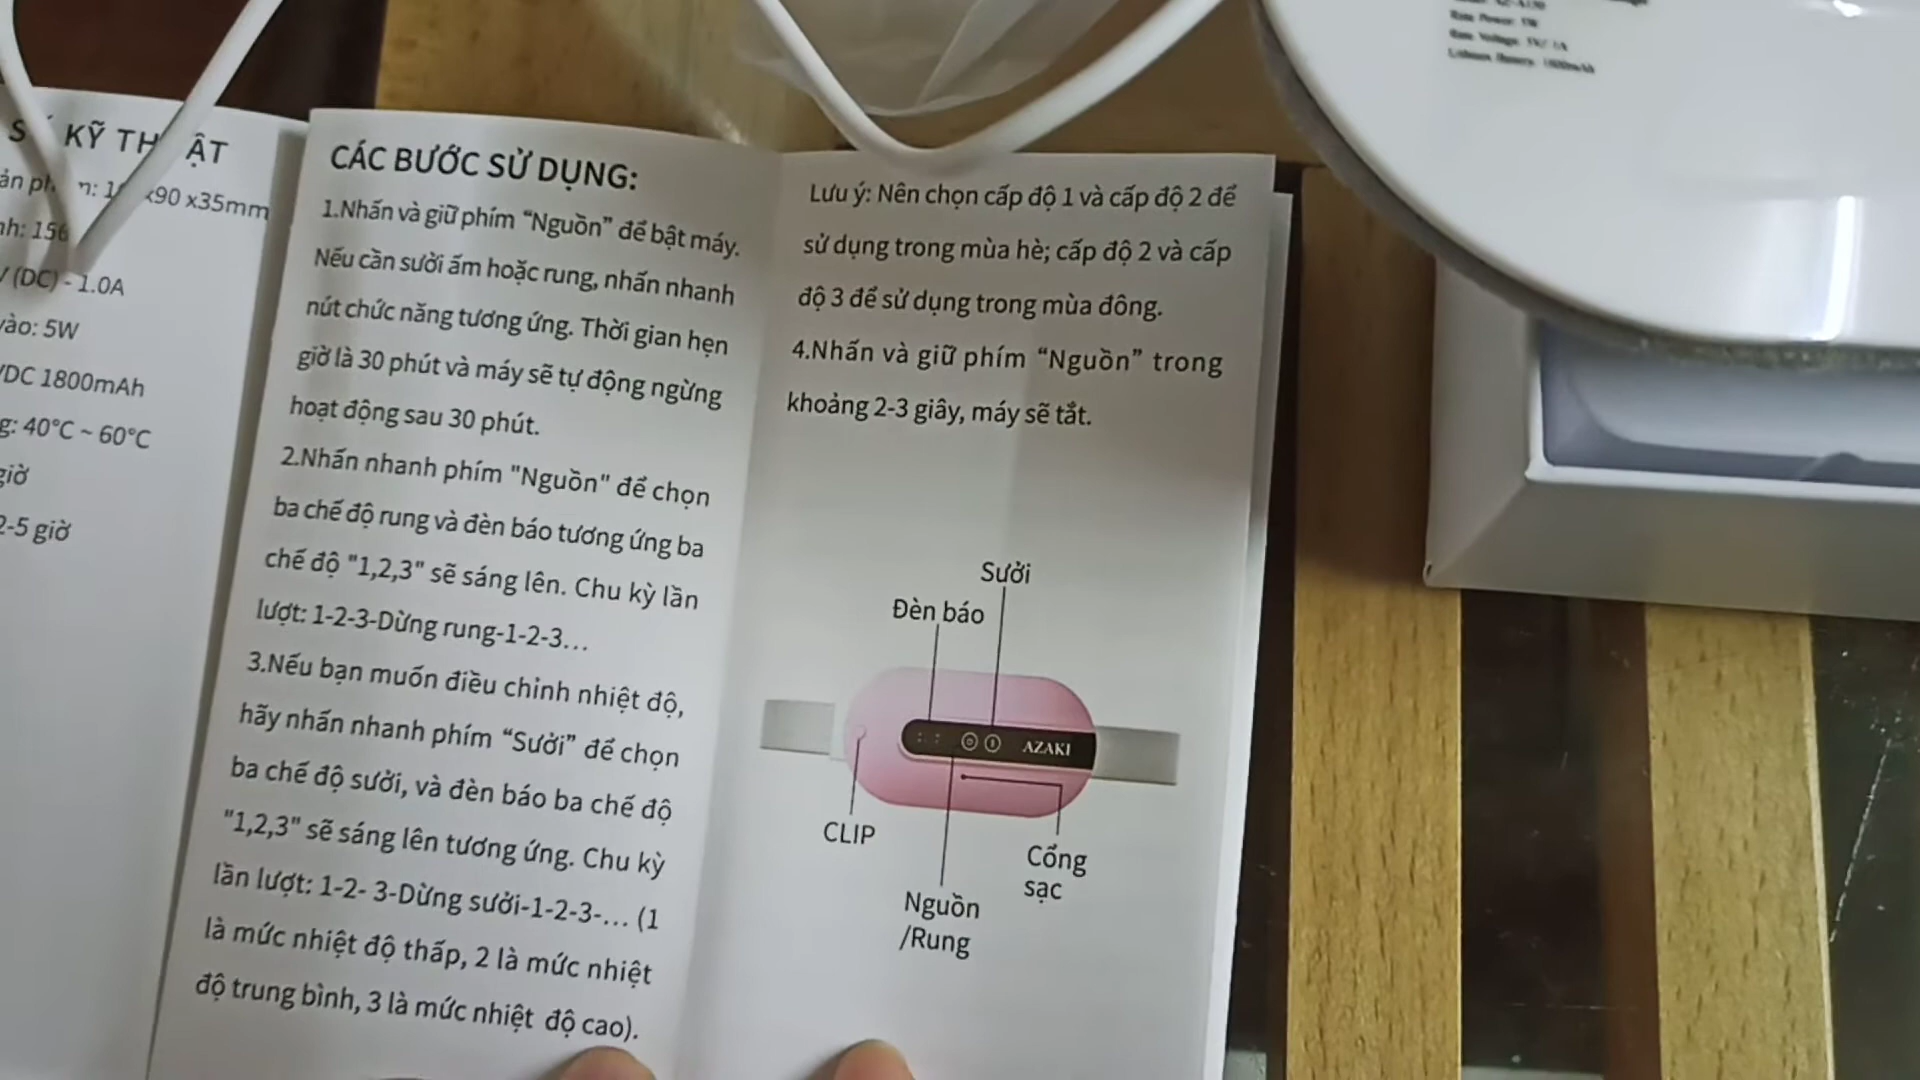 KỸ THUẬT
x90 x35mm
(DC) - 1.0A
vào: 5W
1800mAh
40°C ~ 60°C
giờ
2-5 giờ
CÁC BƯỚC SỬ DỤNG:
1.Nhấn và giữ phím “Nguồn” để bật máy.
Nếu cần sưởi ấm hoặc rung, nhấn nhanh
nút chức năng tương ứng. Thời gian hẹn
giờ là 30 phút và máy sẽ tự động ngừng
hoạt động sau 30 phút.
2.Nhấn nhanh phím "Nguồn" để chọn
ba chế độ rung và đèn báo tương ứng ba
chế độ "1,2,3" sẽ sáng lên. Chu kỳ lần
lượt: 1-2-3-Dừng rung-1-2-3...
3.Nếu bạn muốn điều chỉnh nhiệt độ,
hãy nhấn nhanh phím “Sưởi” để chọn
ba chế độ sưởi, và đèn báo ba chế độ
"1,2,3" sẽ sáng lên tương ứng. Chu kỳ
lần lượt: 1-2- 3-Dừng sưởi-1-2-3-... (1
là mức nhiệt độ thấp, 2 là mức nhiệt
độ trung bình, 3 là mức nhiệt độ cao).
Lưu ý: Nên chọn cấp độ 1 và cấp độ 2 để
sử dụng trong mùa hè; cấp độ 2 và cấp
độ 3 để sử dụng trong mùa đông.
4.Nhấn và giữ phím “Nguồn” trong
khoảng 2-3 giây, máy sẽ tắt.
Sưởi
Đèn báo
AZAKI
CLIP
Cổng
sạc
Nguồn
/Rung
Rate Power: 5W
Rate Voltage: 5V/ 1A
1800mAh